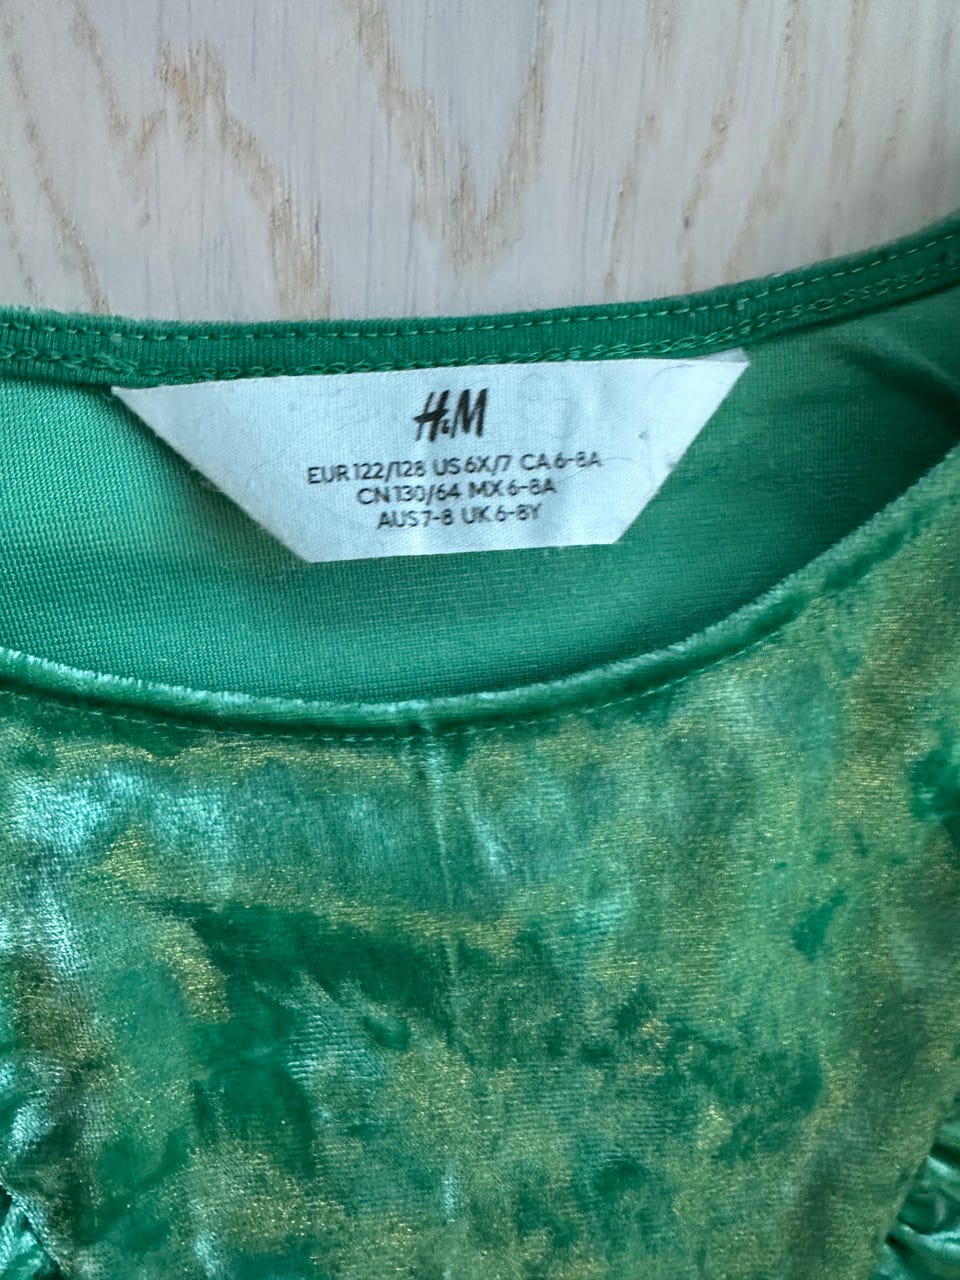 H&M
EUR 122/128 US 6X/7 CA 6-8A
CN 130/64 MX 6-8A
AUS 7-8 UK 6-8Y